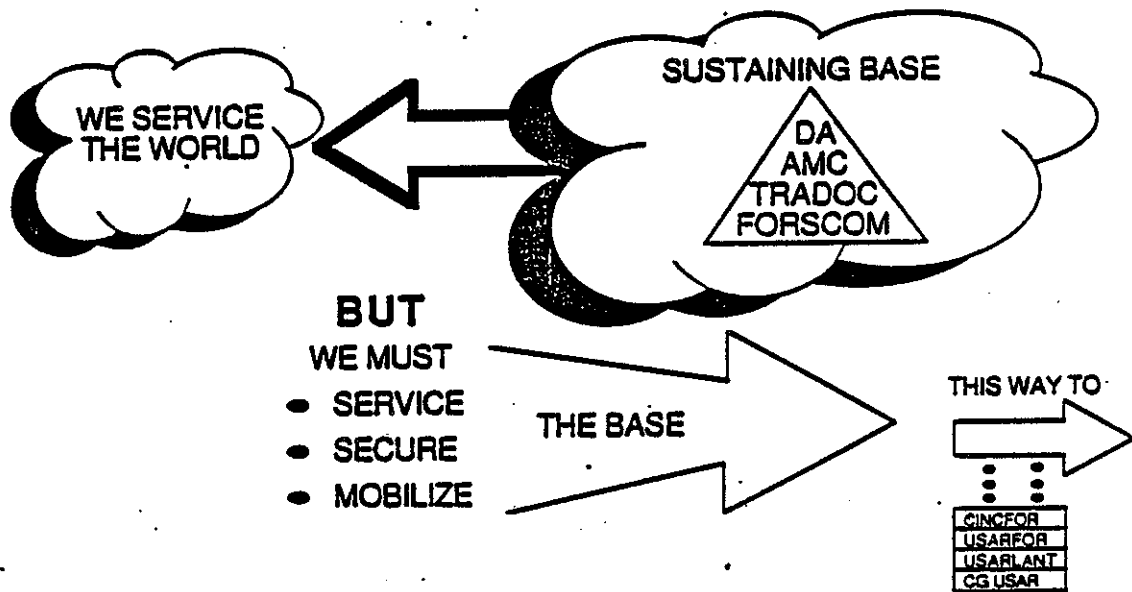 WE SERVICE
THE WORLD
SUSTAINING BASE
DA
AMC
TRADOC
FORSCOM
BUT
WE MUST
• SERVICE
• SECURE
• MOBILIZE
THE BASE
THIS WAY TO
CINCFOR
USARFOR
USARLANT
CG USAR